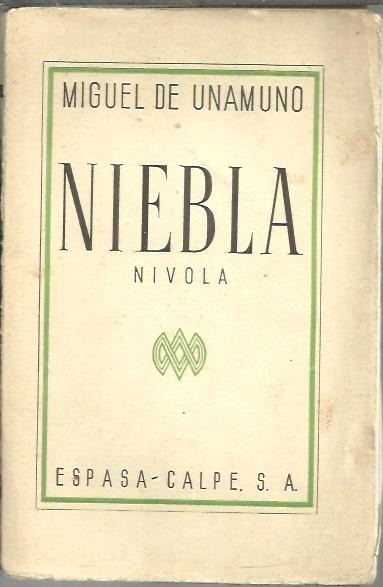 MIGUEL DE UNAMUNO
NIEBLA
NIVOLA
ESPASA-CALPE, S. A.